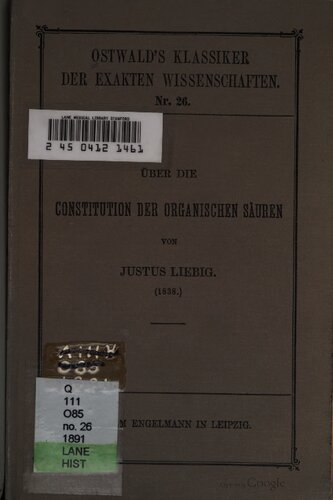 OSTWALD'S KLASSIKER
DER EXAKTEN WISSENSCHAFTEN.
Nr. 26.
LANE MEDICAL LIBRARY STANFORD
2 45 0412 1461
ÜBER DIE
CONSTITUTION DER ORGANISCHEN SÄUREN
VON
JUSTUS LIEBIG.
(1838.)
Q
111
O85
no. 26
1891
LANE
HIST
M ENGELMANN IN LEIPZIG.
Google